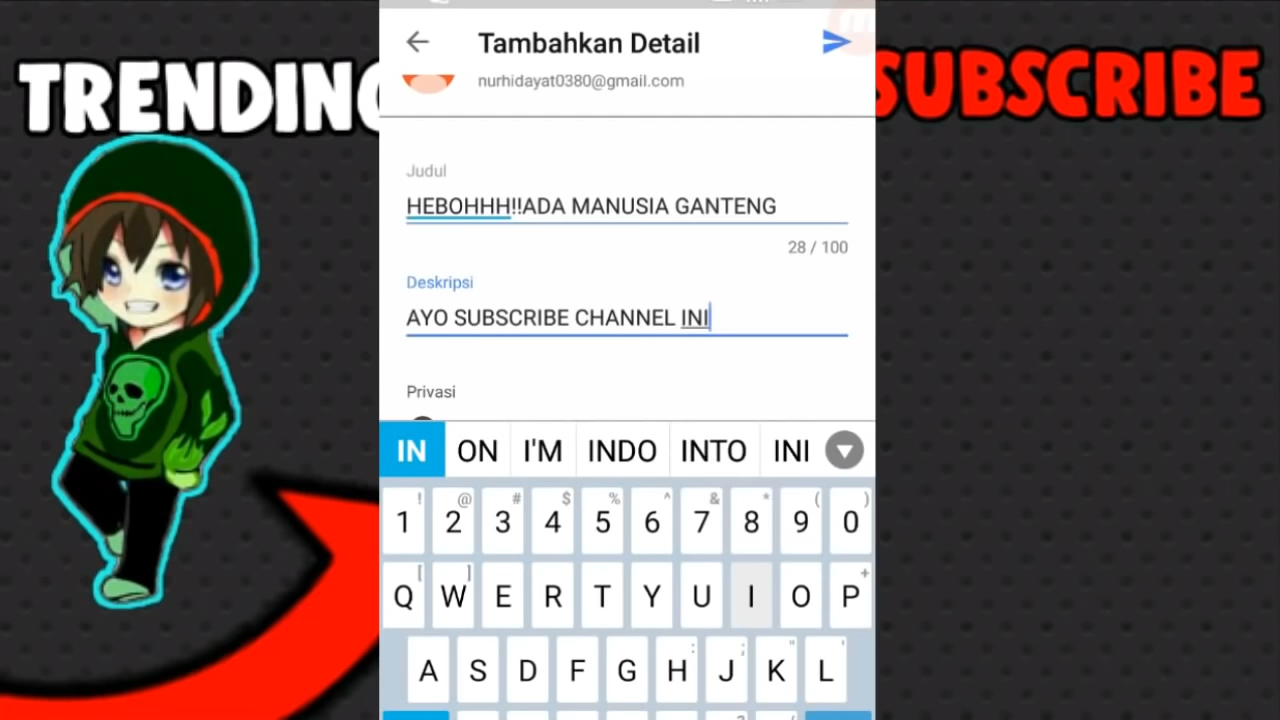 TRENDING
SUBSCRIBE
Tambahkan Detail
nurhidayat0380@gmail.com
Judul
HEBOHHH!!ADA MANUSIA GANTENG
28 / 100
Deskripsi
AYO SUBSCRIBE CHANNEL INI
Privasi
IN ON I'M INDO INTO INI
! @ # $ % ^ & * ( )
1 2 3 4 5 6 7 8 9 0
[ ] +
Q W E R T Y U I O P
: ; " '
A S D F G H J K L